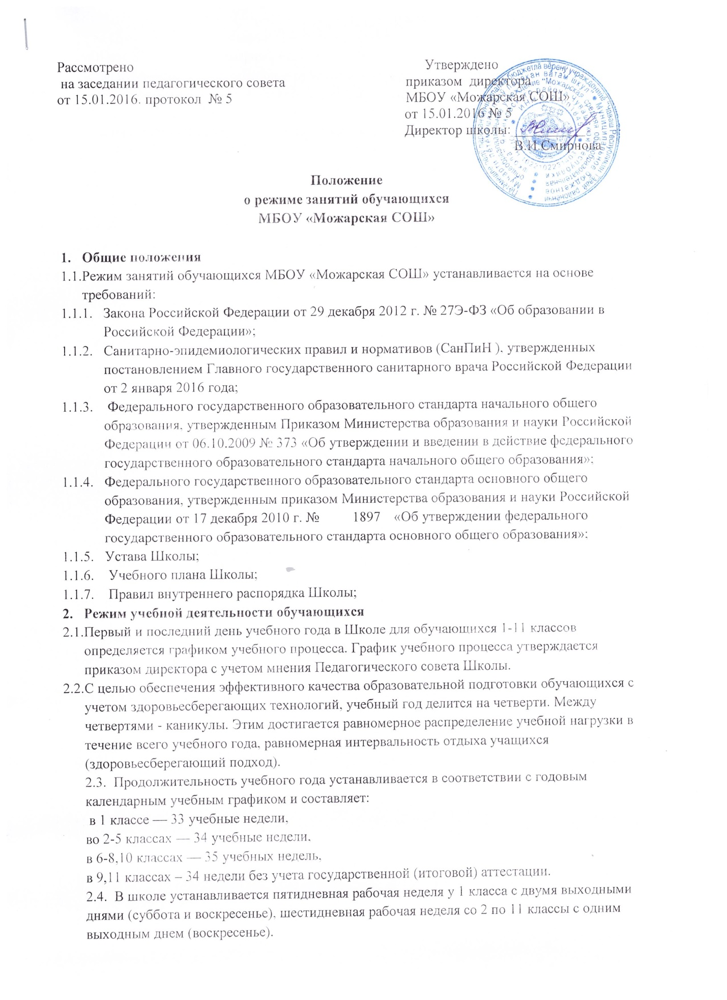 Рассмотрено
на заседании педагогического совета
от 15.01.2016. протокол № 5
Утверждено
приказом директора
МБОУ «Можарская СОШ»
от 15.01.2016 № 5
Директор школы:
В.И.Смирнова
Положение
о режиме занятий обучающихся
МБОУ «Можарская СОШ»
1. Общие положения
1.1.Режим занятий обучающихся МБОУ «Можарская СОШ» устанавливается на основе
требований:
1.1.1. Закона Российской Федерации от 29 декабря 2012 г. № 27Э-ФЗ «Об образовании в
Российской Федерации»;
1.1.2. Санитарно-эпидемиологических правил и нормативов (СанПиН ), утвержденных
постановлением Главного государственного санитарного врача Российской Федерации
от 2 января 2016 года;
1.1.3. Федерального государственного образовательного стандарта начального общего
образования, утвержденным Приказом Министерства образования и науки Российской
Федерации от 06.10.2009 № 373 «Об утверждении и введении в действие федерального
государственного образовательного стандарта начального общего образования»;
1.1.4. Федерального государственного образовательного стандарта основного общего
образования, утвержденным приказом Министерства образования и науки Российской
Федерации от 17 декабря 2010 г. № 1897 «Об утверждении федерального
государственного образовательного стандарта основного общего образования»:
1.1.5. Устава Школы;
1.1.6. Учебного плана Школы;
1.1.7. Правил внутреннего распорядка Школы;
2. Режим учебной деятельности обучающихся
2.1.Первый и последний день учебного года в Школе для обучающихся 1-11 классов
определяется графиком учебного процесса. График учебного процесса утверждается
приказом директора с учетом мнения Педагогического совета Школы.
2.2.С целью обеспечения эффективного качества образовательной подготовки обучающихся с
учетом здоровьесберегающих технологий, учебный год делится на четверти. Между
четвертями - каникулы. Этим достигается равномерное распределение учебной нагрузки в
течение всего учебного года, равномерная интервальность отдыха учащихся
(здоровьесберегающий подход).
2.3. Продолжительность учебного года устанавливается в соответствии с годовым
календарным учебным графиком и составляет:
в 1 классе — 33 учебные недели,
во 2-5 классах — 34 учебные недели,
в 6-8,10 классах — 35 учебных недель,
в 9,11 классах – 34 недели без учета государственной (итоговой) аттестации.
2.4. В школе устанавливается пятидневная рабочая неделя у 1 класса с двумя выходными
днями (суббота и воскресенье), шестидневная рабочая неделя со 2 по 11 классы с одним
выходным днем (воскресенье).